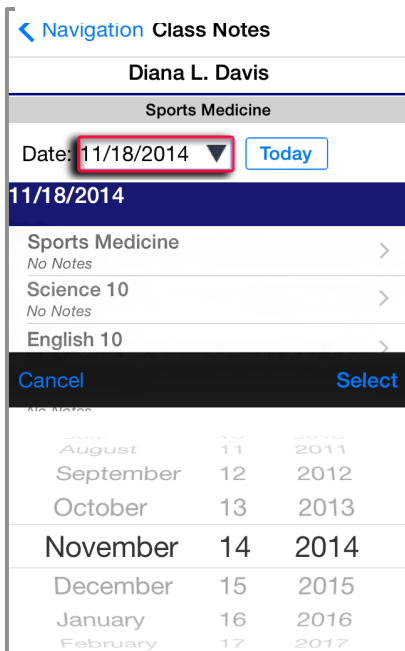 Navigation Class Notes
Diana L. Davis
Sports Medicine
Date: 11/18/2014 Today
11/18/2014
Sports Medicine
No Notes
Science 10
No Notes
English 10
Cancel Select
No Notes
August 11 2011
September 12 2012
October 13 2013
November 14 2014
December 15 2015
January 16 2016
February 17 2017